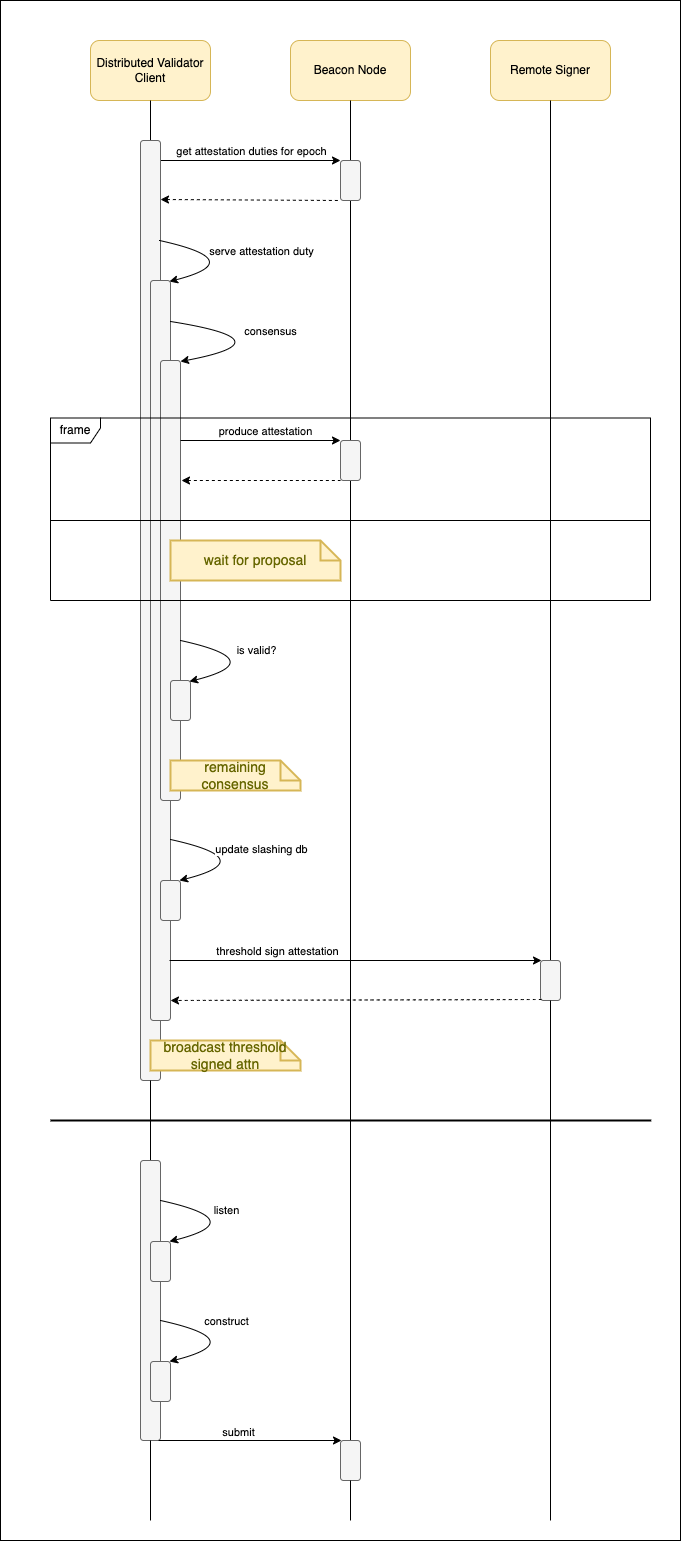 Distributed Validator
Client
Beacon Node
Remote Signer
get attestation duties for epoch
serve attestation duty
consensus
frame
produce attestation
wait for proposal
is valid?
remaining
consensus
update slashing db
threshold sign attestation
broadcast threshold
signed attn
listen
construct
submit